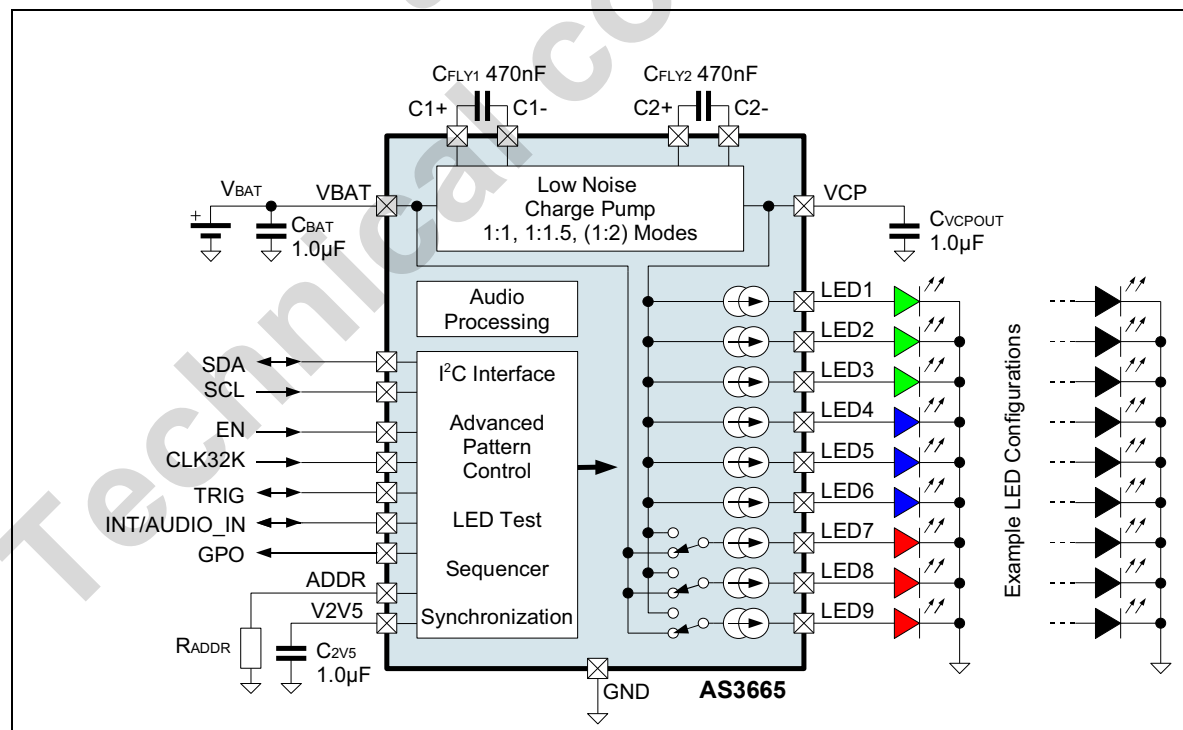 CFLY1 470nF
CFLY2 470nF
C1+
C1-
C2+
C2-
VBAT
VBAT
Low Noise
Charge Pump
1:1, 1:1.5, (1:2) Modes
VCP
+
CBAT
1.0µF
CVCPOUT
1.0µF
Audio
Processing
LED1
LED2
LED3
LED4
LED5
LED6
LED7
LED8
LED9
SDA
SCL
EN
CLK32K
TRIG
INT/AUDIO_IN
GPO
ADDR
V2V5
I²C Interface
Advanced
Pattern
Control
LED Test
Sequencer
Synchronization
Example LED Configurations
RADDR
C2V5
1.0µF
GND
AS3665
Technical co